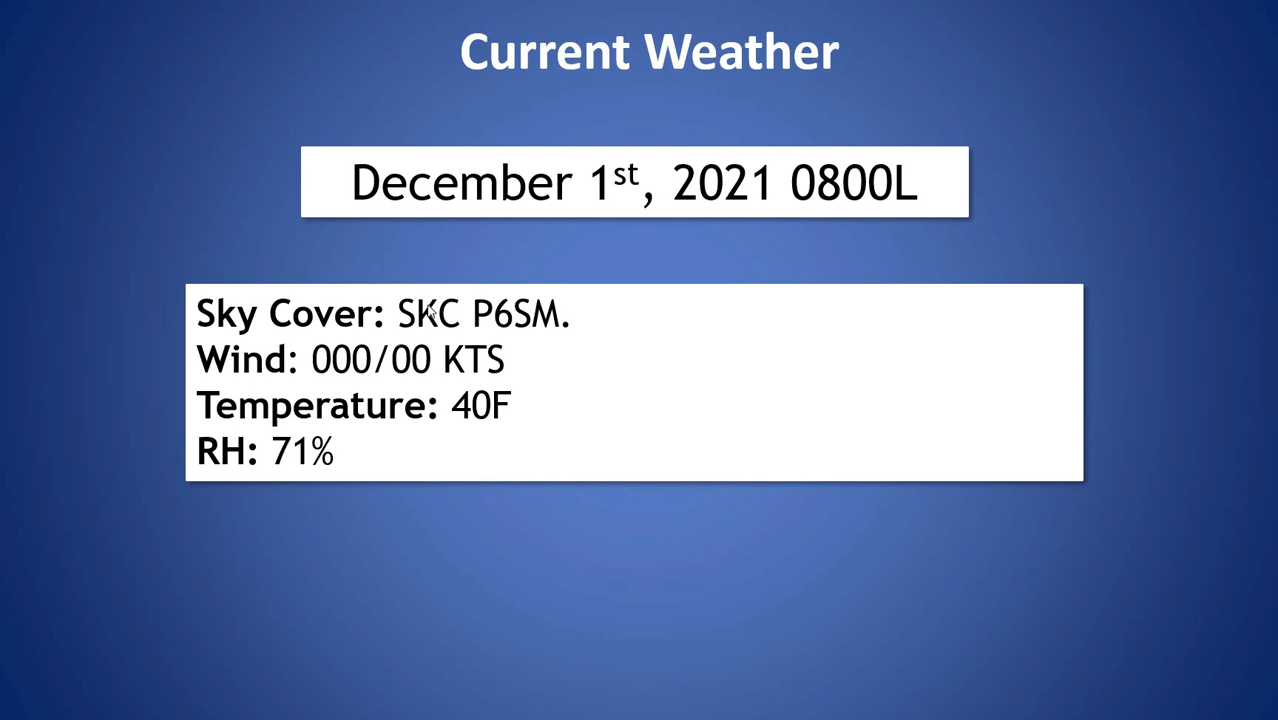 Current Weather
December 1st, 2021 0800L
Sky Cover: SKC P6SM.
Wind: 000/00 KTS
Temperature: 40F
RH: 71%